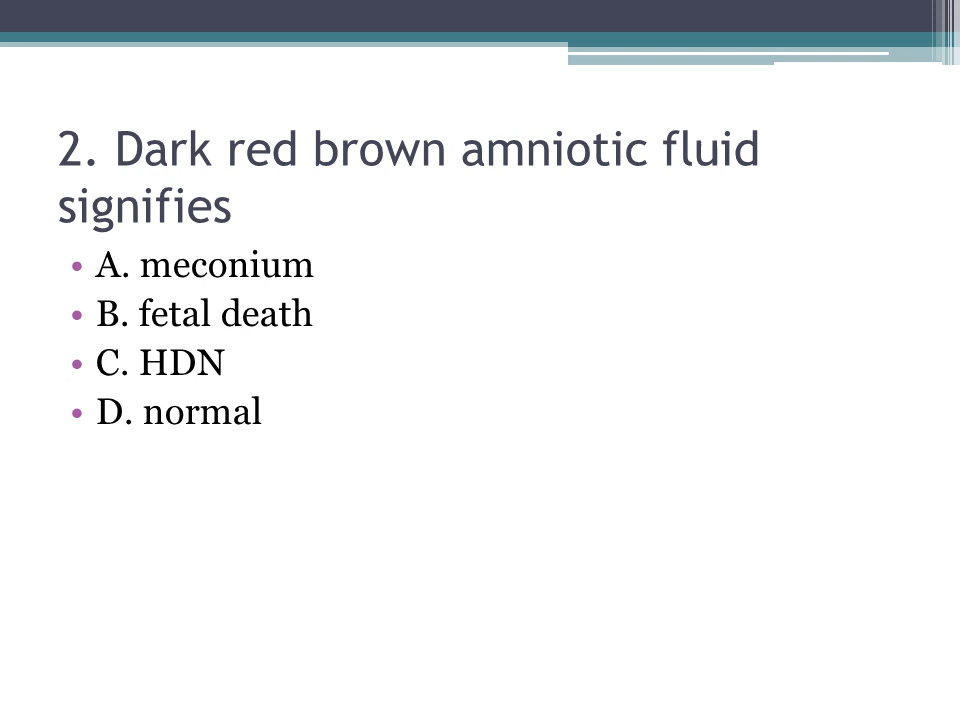 2. Dark red brown amniotic fluid
signifies
• A. meconium
• B. fetal death
• C. HDN
• D. normal